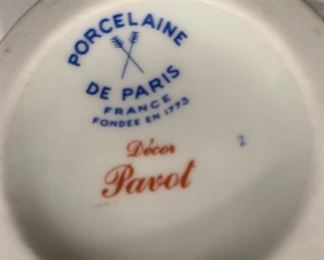 PORCELAINE
DE PARIS
FRANCE
FONDÉE EN 1773
Décor
Pavot
2